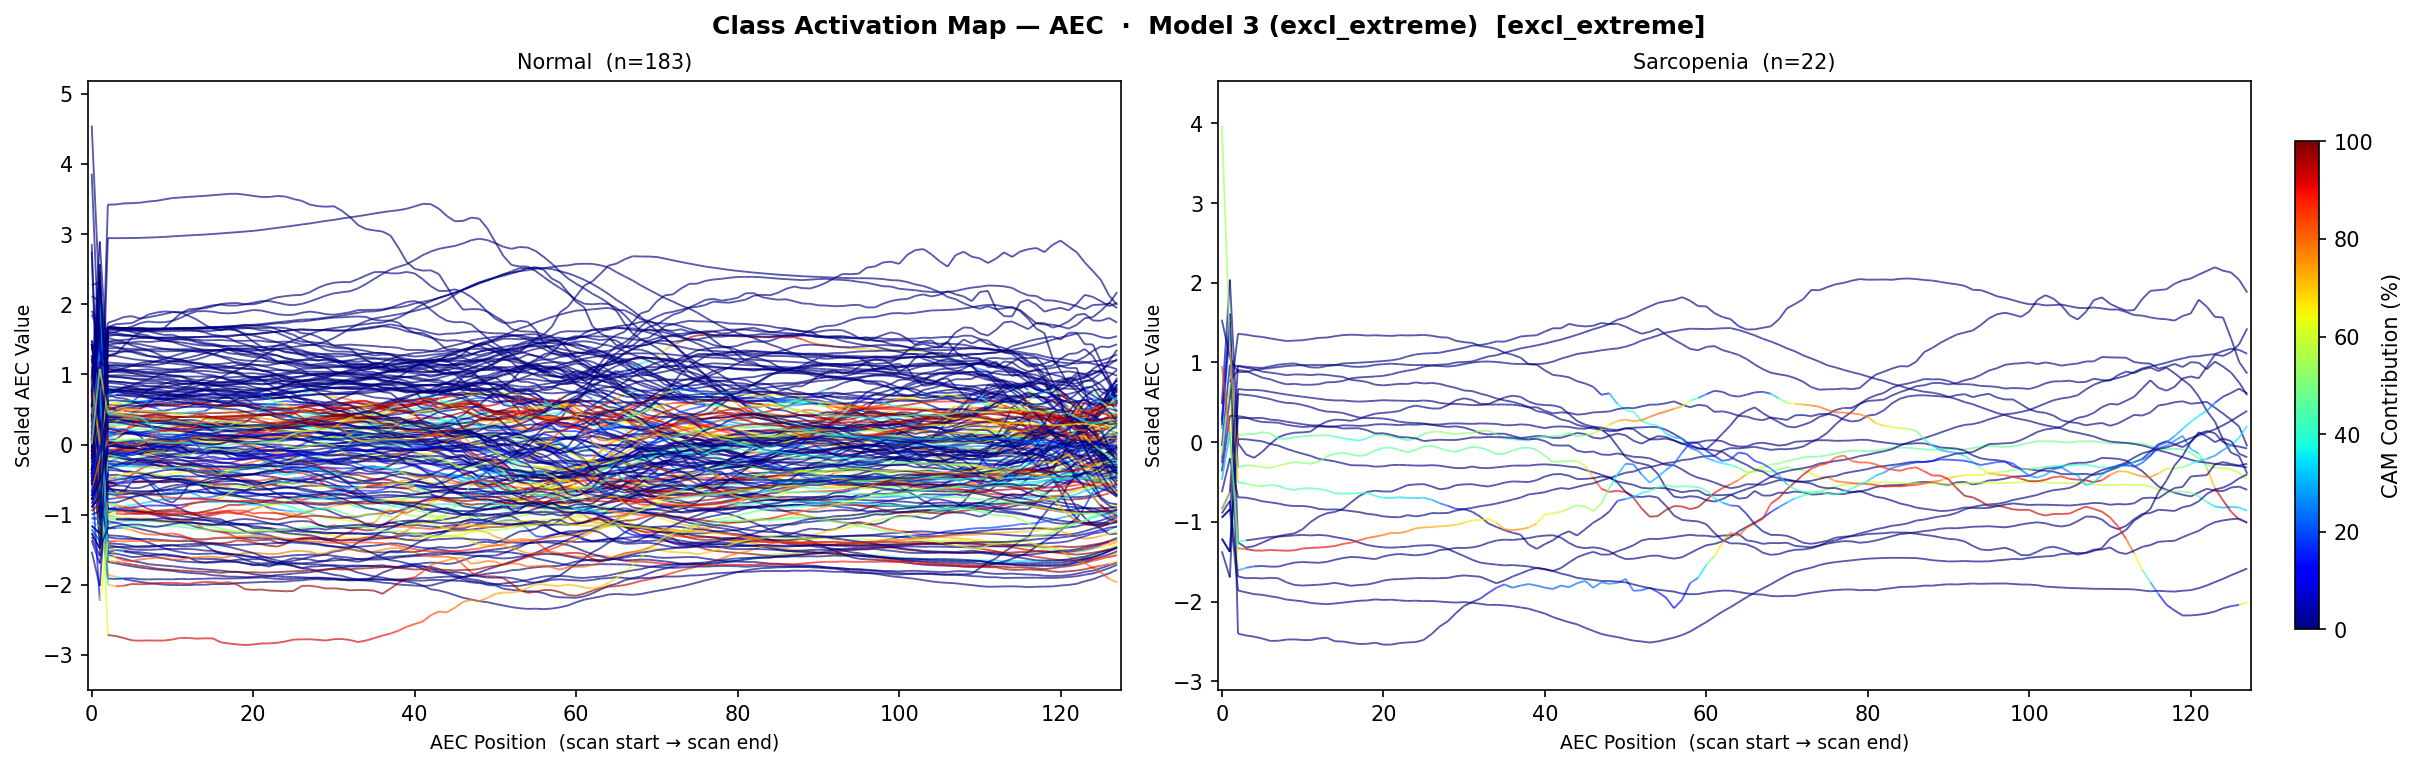 Class Activation Map — AEC · Model 3 (excl_extreme) [excl_extreme]
Normal (n=183)
Scaled AEC Value
5
4
3
2
1
0
−1
−2
−3
0 20 40 60 80 100 120
AEC Position (scan start → scan end)
Sarcopenia (n=22)
Scaled AEC Value
4
3
2
1
0
−1
−2
−3
0 20 40 60 80 100 120
AEC Position (scan start → scan end)
100
80
60
40
20
0
CAM Contribution (%)